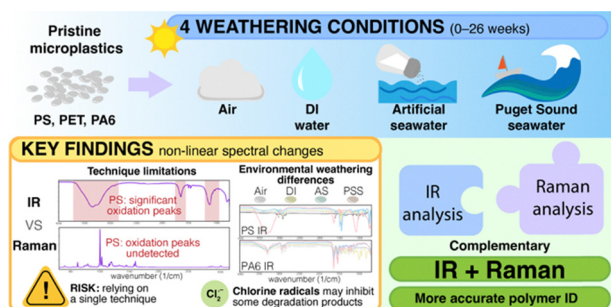 4 WEATHERING CONDITIONS (0–26 weeks)
Pristine
microplastics
PS, PET, PA6
Air
DI
water
Artificial
seawater
Puget Sound
seawater
KEY FINDINGS non-linear spectral changes
Technique limitations
IR
VS
Raman
PS: significant
oxidation peaks
PS: oxidation peaks
undetected
wavenumber (1/cm)
RISK: relying on
a single technique
Environmental weathering
differences
Air DI AS PSS
PS IR
PA6 IR
wavenumber (1/cm)
Cl₂⁻
Chlorine radicals may inhibit
some degradation products
IR
analysis
Raman
analysis
Complementary
IR + Raman
More accurate polymer ID